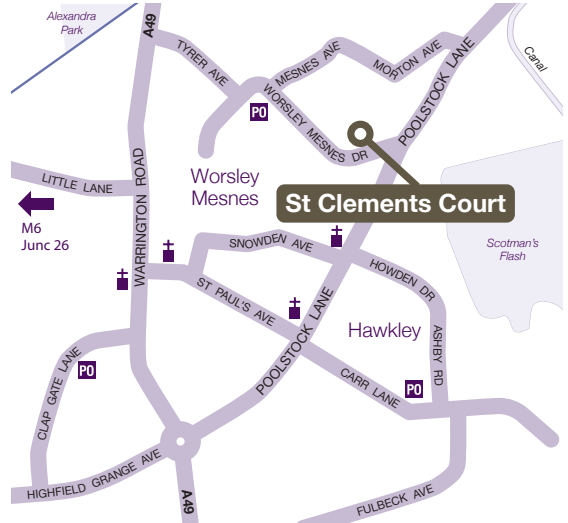 Alexandra
Park
A49
TYRER AVE
MESNES AVE
MOPTON AVE
POOLSTOCK LANE
Canal
PO
WORSLEY MESNES DR
LITTLE LANE
WARRINGTON ROAD
Worsley
Mesnes
St Clements Court
M6
Junc 26
SNOWDEN AVE
Scotman's
Flash
HOWDEN DR
ST PAUL'S AVE
POOLSTOCK LANE
Hawkley
ASHBY RD
CLAP GATE LANE
PO
CARR LANE
PO
HIGHFIELD GRANGE AVE
A49
FULBECK AVE